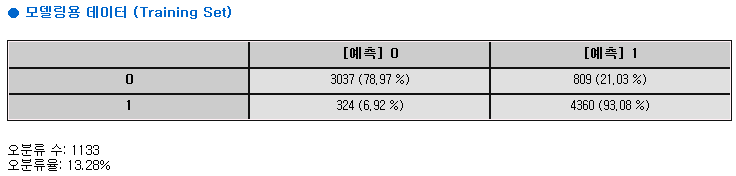 ● 모델링용 데이터 (Training Set)
[예측] 0 [예측] 1
0 3037 (78,97 %) 809 (21,03 %)
1 324 (6,92 %) 4360 (93,08 %)
오분류 수: 1133
오분류율: 13.28%